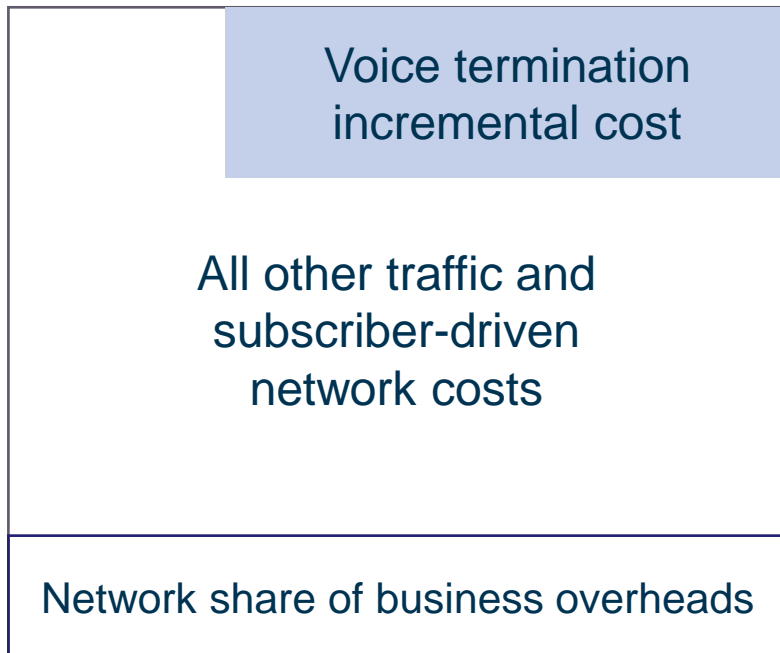 Voice termination
incremental cost
All other traffic and
subscriber-driven
network costs
Network share of business overheads